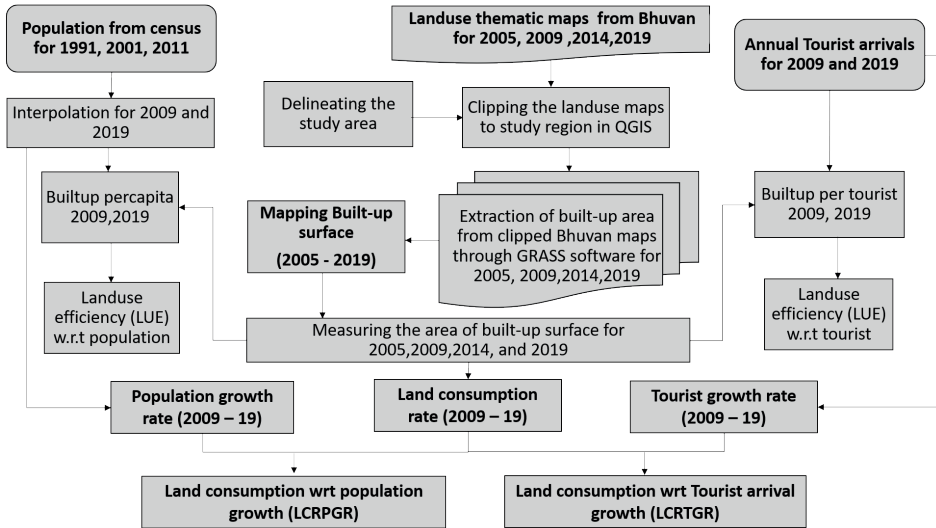 Population from census
for 1991, 2001, 2011
Landuse thematic maps from Bhuvan
for 2005, 2009 ,2014,2019
Annual Tourist arrivals
for 2009 and 2019
Interpolation for 2009 and
2019
Delineating the
study area
Clipping the landuse maps
to study region in QGIS
Builtup percapita
2009,2019
Mapping Built-up
surface
(2005 - 2019)
Extraction of built-up area
from clipped Bhuvan maps
through GRASS software for
2005, 2009,2014,2019
Builtup per tourist
2009, 2019
Landuse
efficiency (LUE)
w.r.t population
Landuse
efficiency (LUE)
w.r.t tourist
Measuring the area of built-up surface for
2005,2009,2014, and 2019
Population growth
rate (2009 – 19)
Land consumption
rate (2009 – 19)
Tourist growth rate
(2009 – 19)
Land consumption wrt population
growth (LCRPGR)
Land consumption wrt Tourist arrival
growth (LCRTGR)